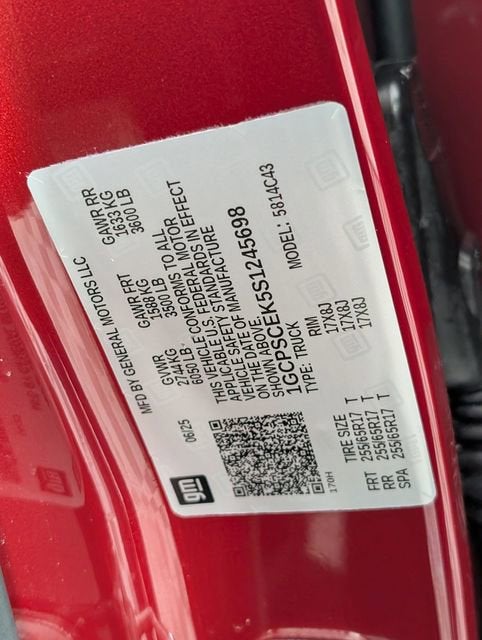 MFD BY GENERAL MOTORS LLC
06/25
GVWR GAWR FRT GAWR RR
2744KG 1588 KG 1633 KG
6050 LB 3500 LB 3600 LB
THIS VEHICLE CONFORMS TO ALL
APPLICABLE U.S. FEDERAL MOTOR
VEHICLE SAFETY STANDARDS IN EFFECT
ON THE DATE OF MANUFACTURE
SHOWN ABOVE.
1GCPSCEK5S1245698
TYPE: TRUCK MODEL: 5814C43
gm
170H
TIRE SIZE RIM
FRT 255/65R17 T 17X8J
RR 255/65R17 T 17X8J
SPA 255/65R17 T 17X8J